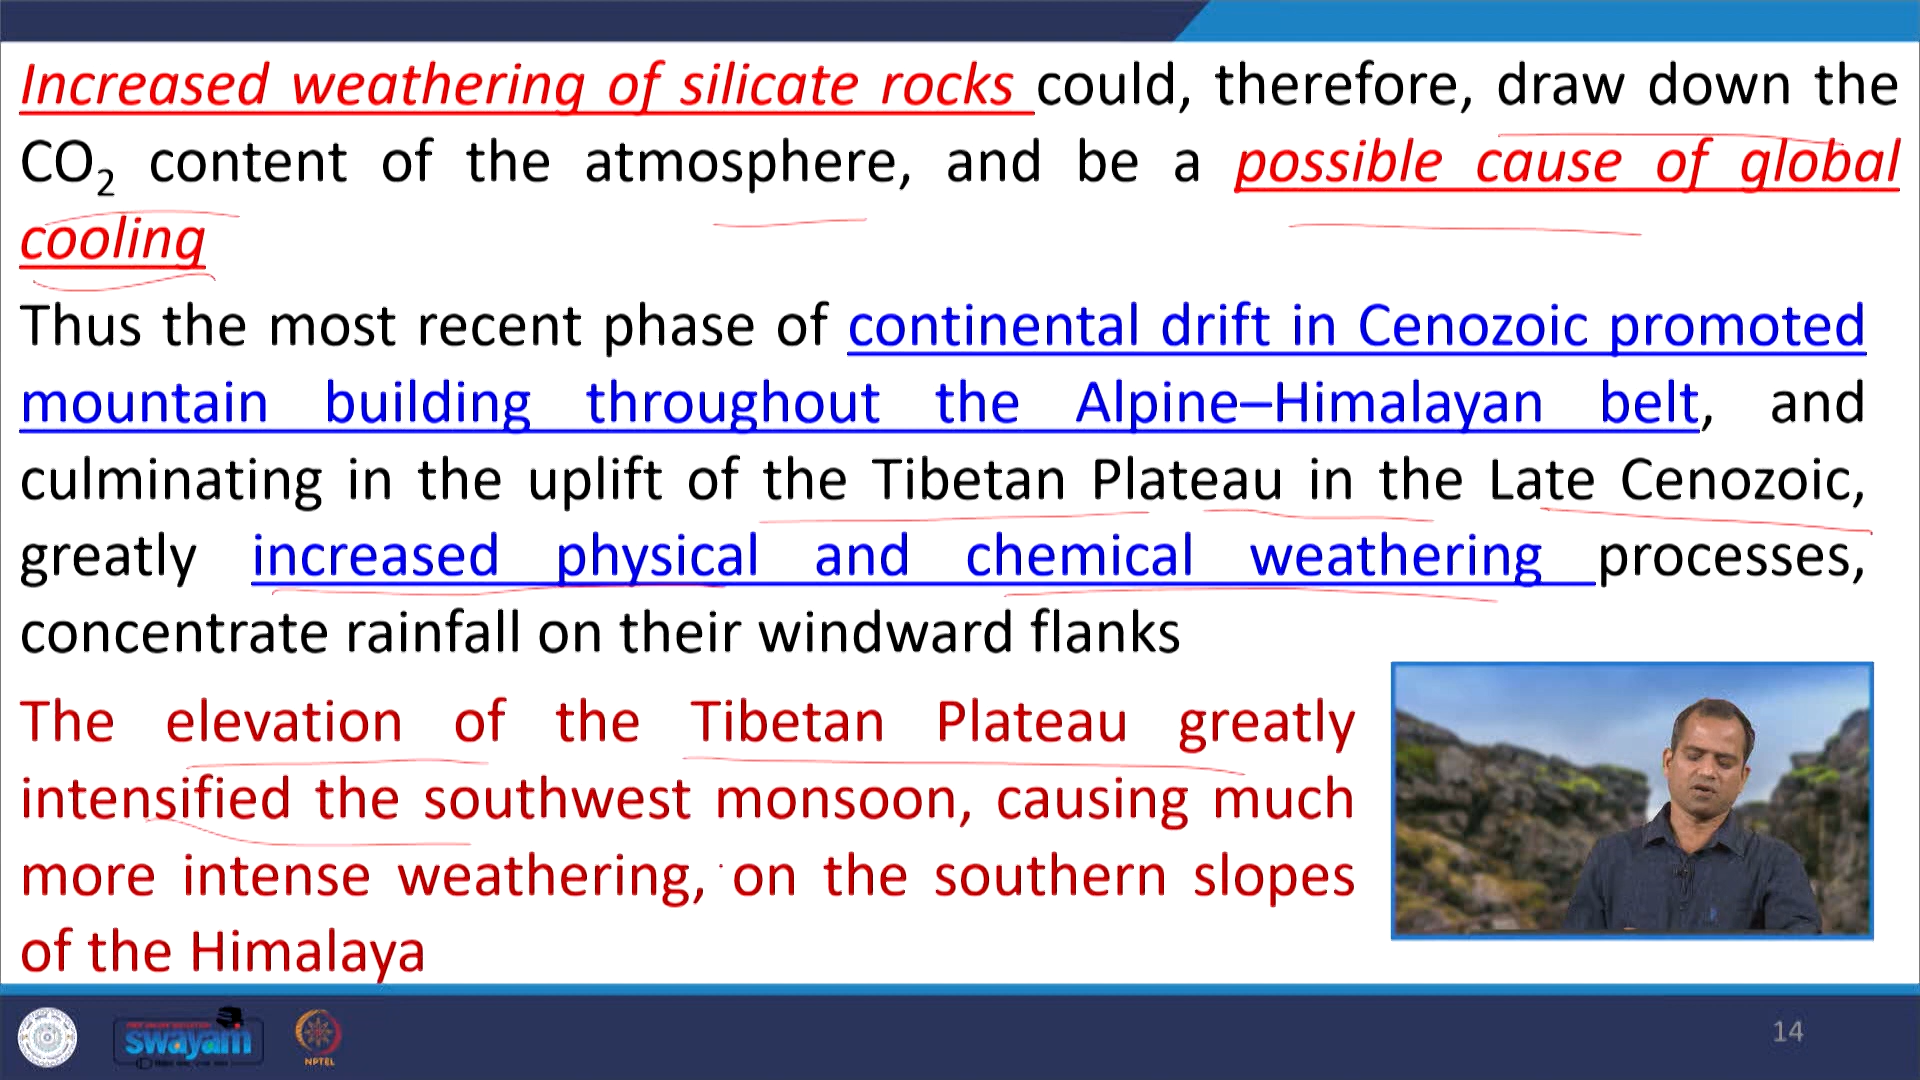 Increased weathering of silicate rocks could, therefore, draw down the
CO₂ content of the atmosphere, and be a possible cause of global
cooling
Thus the most recent phase of continental drift in Cenozoic promoted
mountain building throughout the Alpine–Himalayan belt, and
culminating in the uplift of the Tibetan Plateau in the Late Cenozoic,
greatly increased physical and chemical weathering processes,
concentrate rainfall on their windward flanks
The elevation of the Tibetan Plateau greatly
intensified the southwest monsoon, causing much
more intense weathering, on the southern slopes
of the Himalaya
swayam
NPTEL
14